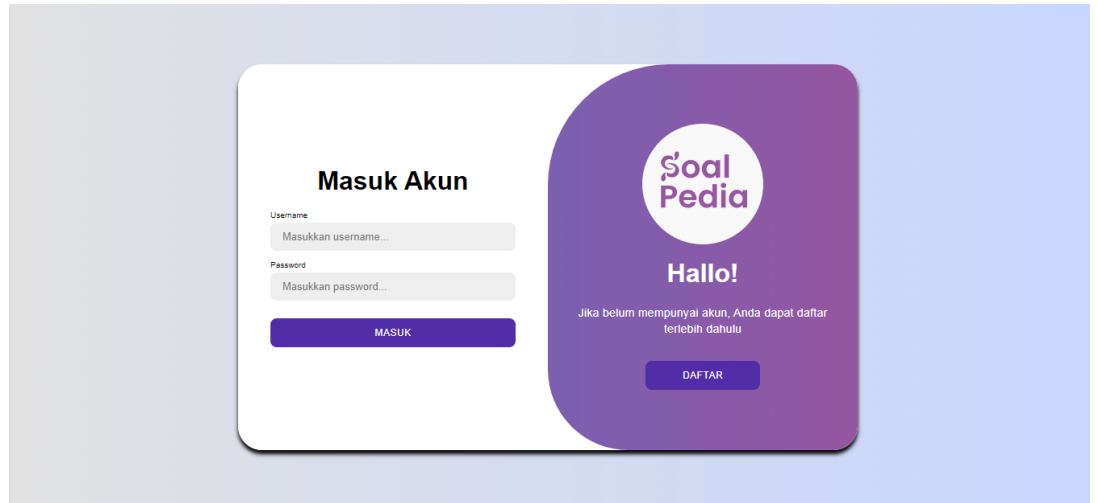 Masuk Akun
Username
Masukkan username...
Password
Masukkan password...
MASUK
Soal
Pedia
Hallo!
Jika belum mempunyai akun, Anda dapat daftar
terlebih dahulu
DAFTAR